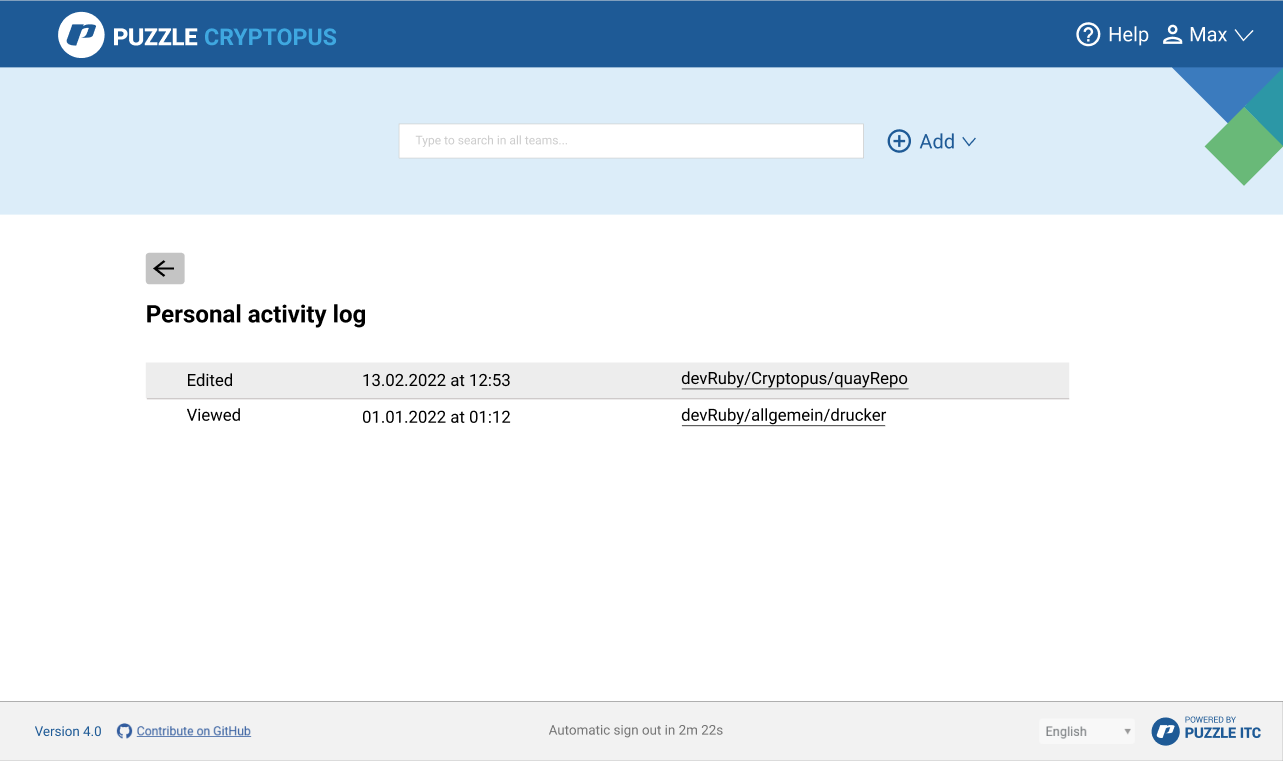 PUZZLE CRYPTOPUS
Help Max
Type to search in all teams...
Add
Personal activity log
Edited 13.02.2022 at 12:53 devRuby/Cryptopus/quayRepo
Viewed 01.01.2022 at 01:12 devRuby/allgemein/drucker
Version 4.0 Contribute on GitHub Automatic sign out in 2m 22s English POWERED BY
PUZZLE ITC